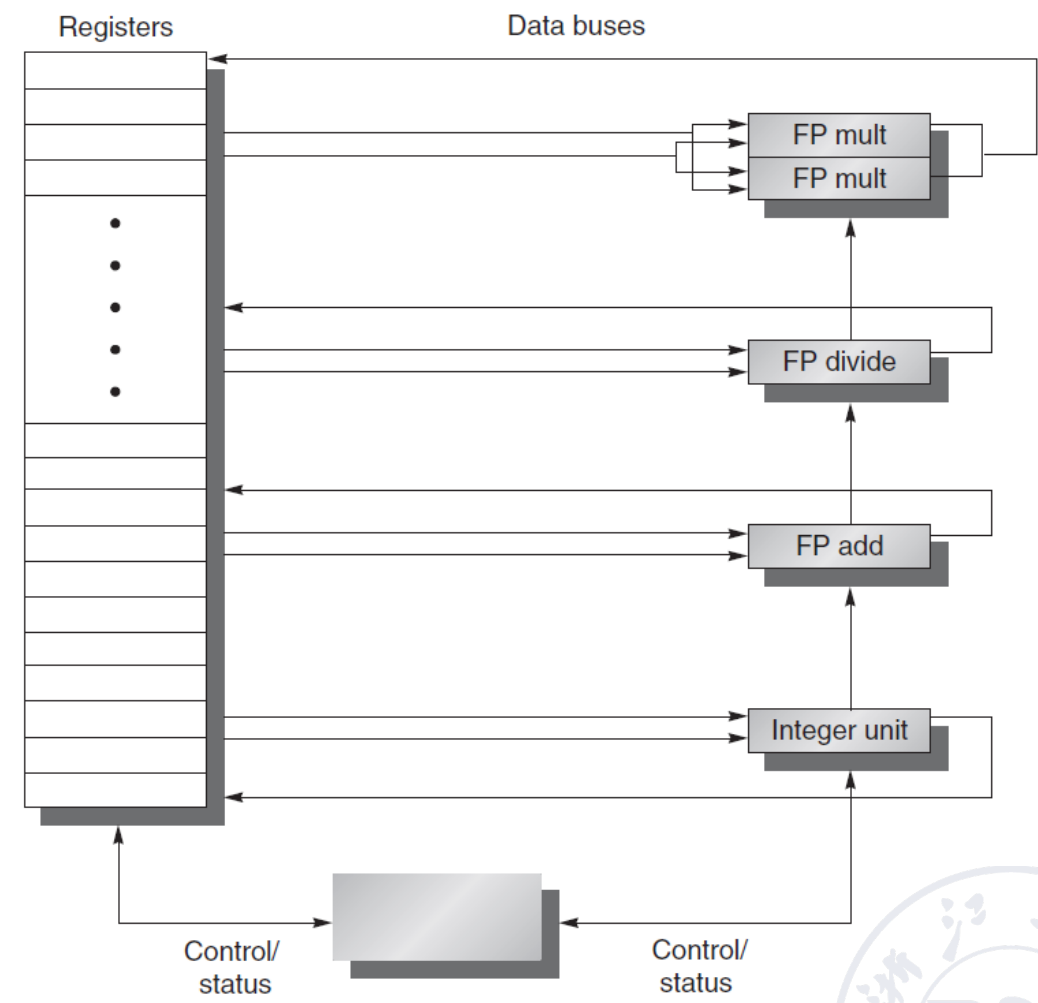 Registers
Data buses
FP mult
FP mult
FP divide
FP add
Integer unit
Control/
status
Control/
status